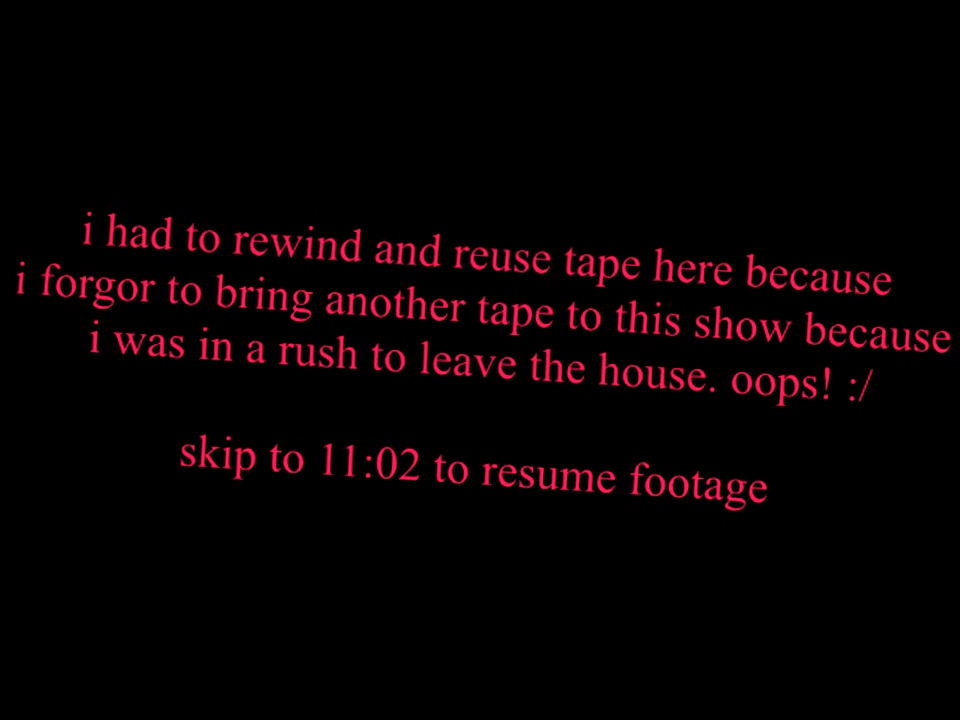 i had to rewind and reuse tape here because
i forgor to bring another tape to this show because
i was in a rush to leave the house. oops! :/
skip to 11:02 to resume footage